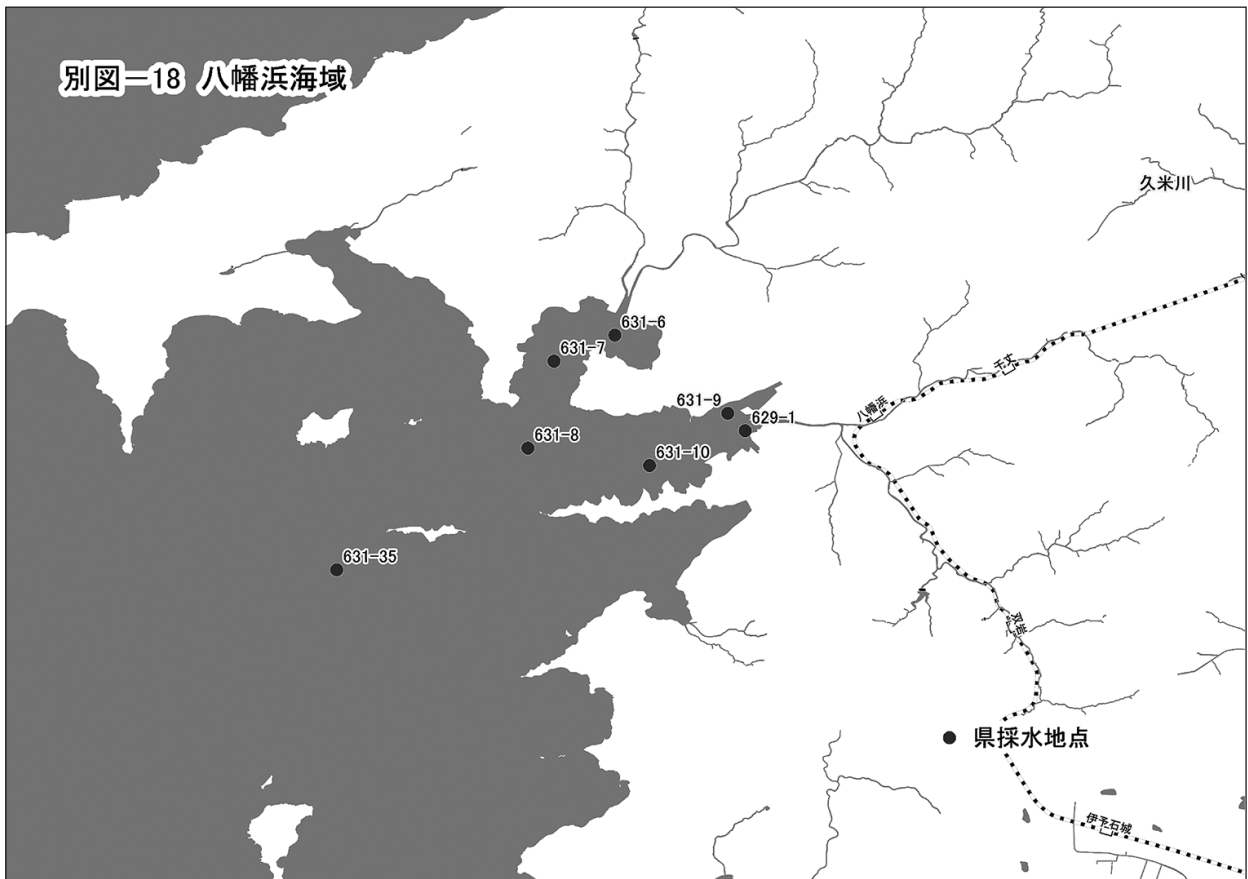 別図－18 八幡浜海域
久米川
631-6
631-7
千丈
631-9
八幡浜
629-1
631-8
631-10
631-35
双岩
県採水地点
伊予石城